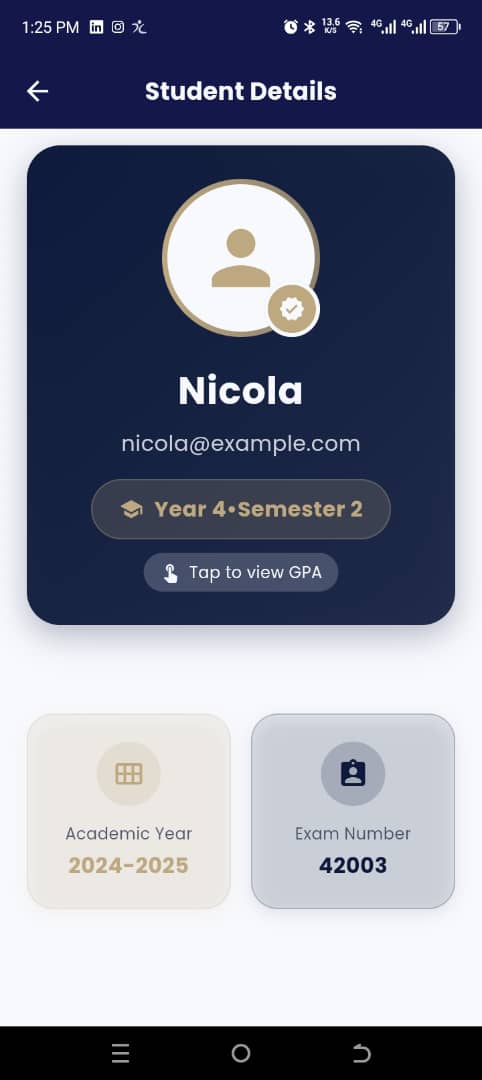 1:25 PM 13.6 K/S 4G 4G 57
Student Details
Nicola
nicola@example.com
Year 4•Semester 2
Tap to view GPA
Academic Year
2024-2025
Exam Number
42003